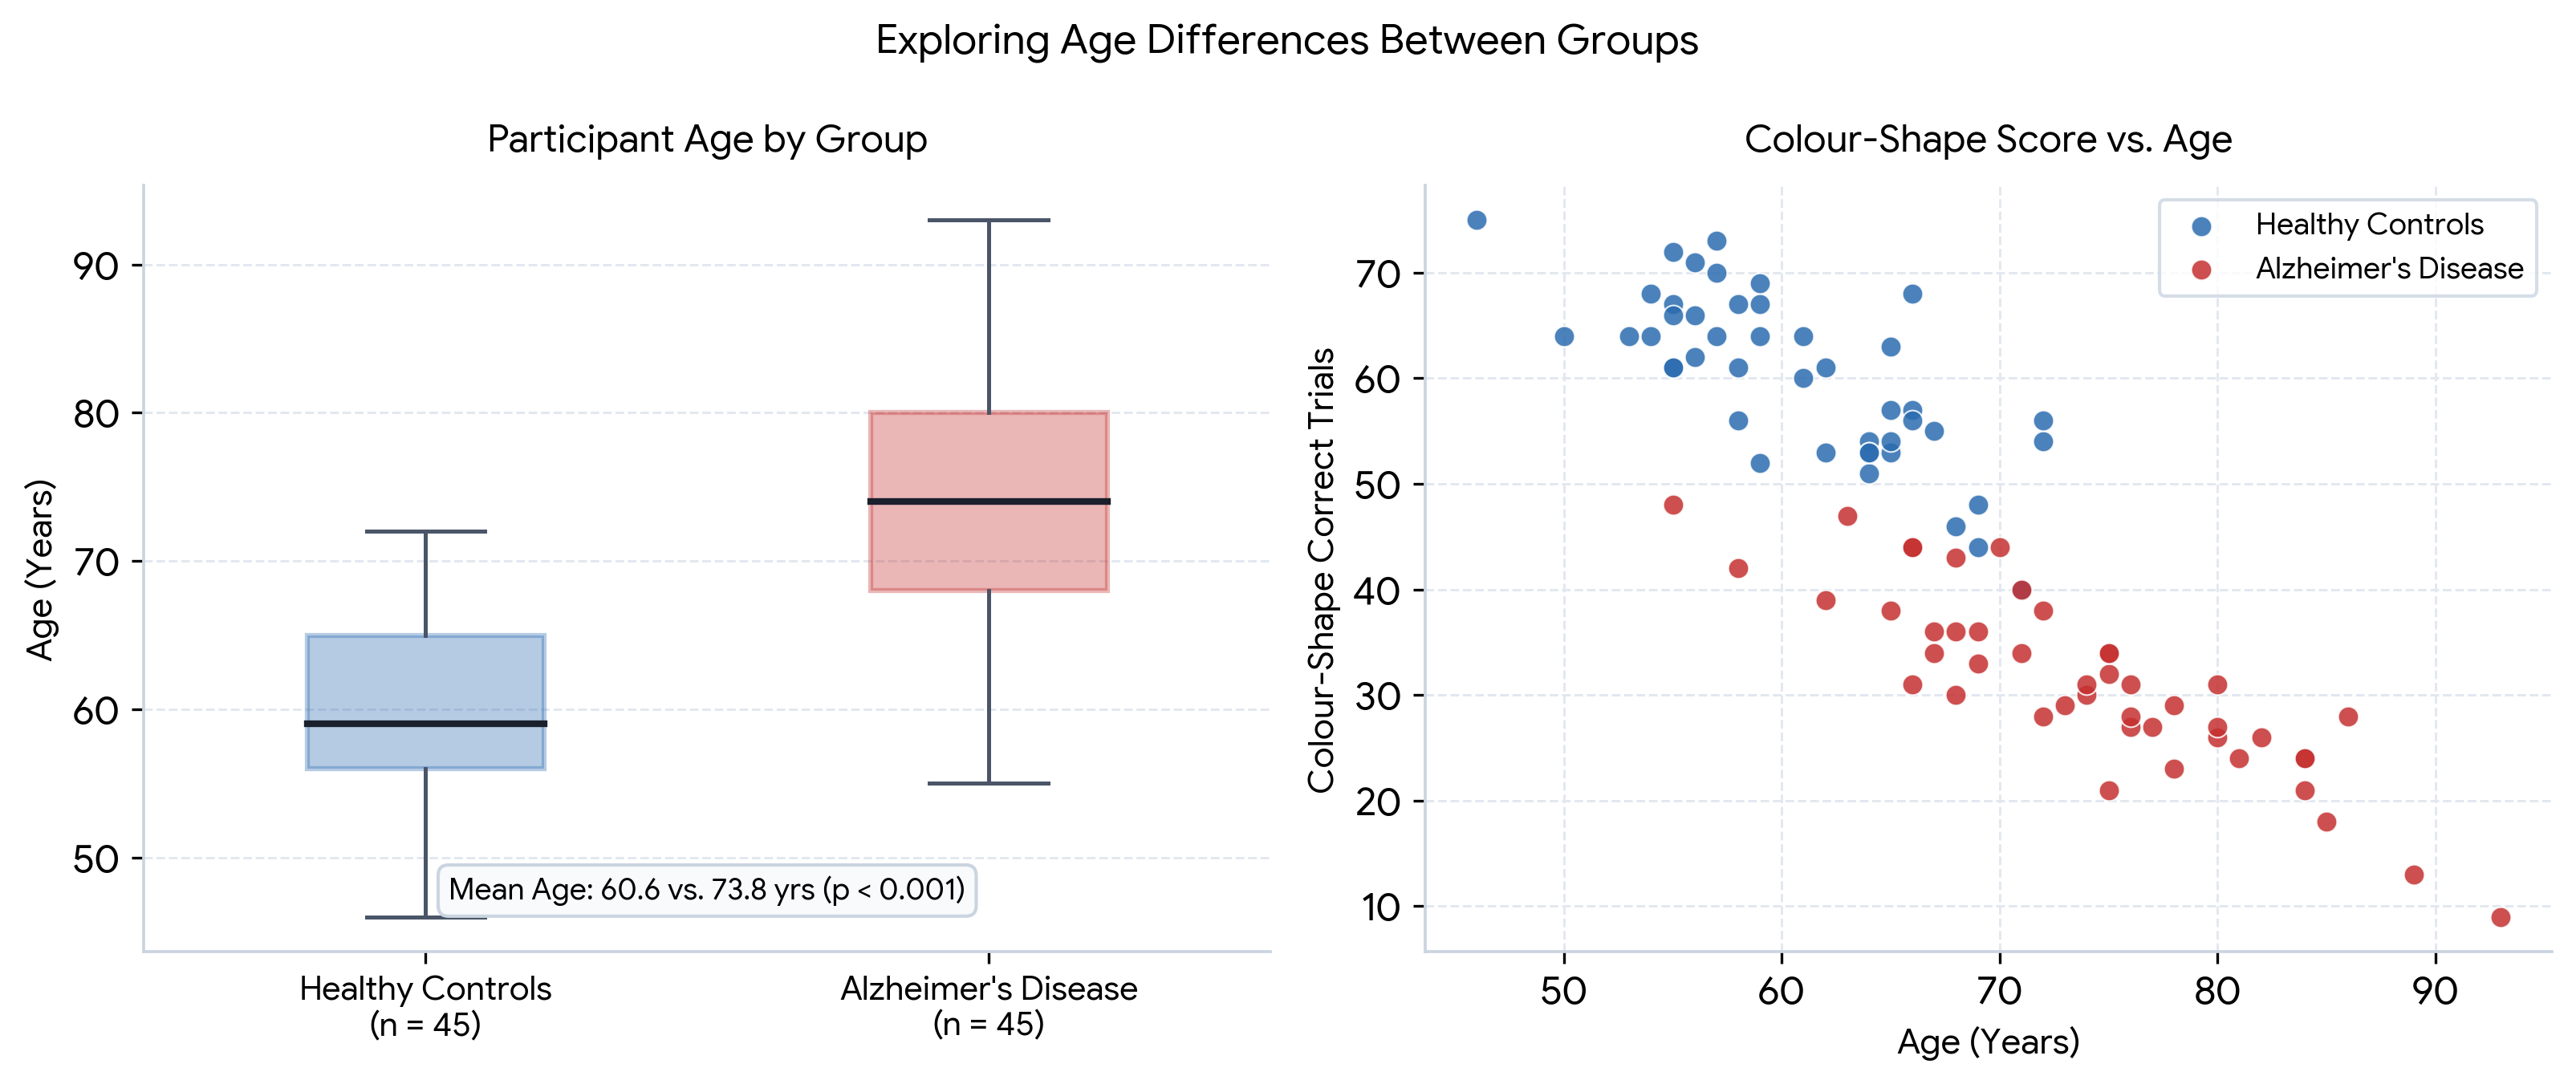 Exploring Age Differences Between Groups
Participant Age by Group
Age (Years)
90
80
70
60
50
Mean Age: 60.6 vs. 73.8 yrs (p < 0.001)
Healthy Controls
(n = 45)
Alzheimer's Disease
(n = 45)
Colour-Shape Score vs. Age
Colour-Shape Correct Trials
70
60
50
40
30
20
10
Healthy Controls
Alzheimer's Disease
50
60
70
80
90
Age (Years)